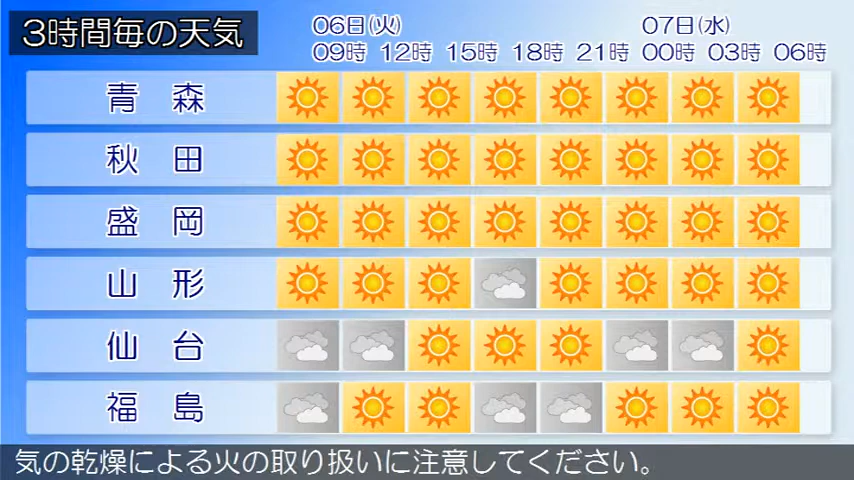 3時間毎の天気
06日(火) 07日(水)
09時 12時 15時 18時 21時 00時 03時 06時
青 森
秋 田
盛 岡
山 形
仙 台
福 島
気の乾燥による火の取り扱いに注意してください。